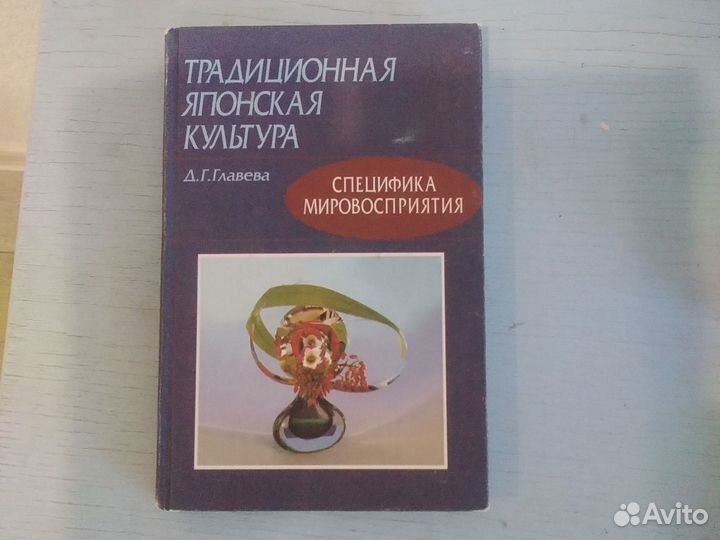 ТРАДИЦИОННАЯ
ЯПОНСКАЯ
КУЛЬТУРА
Д.Г.Главева
СПЕЦИФИКА
МИРОВОСПРИЯТИЯ
Avito